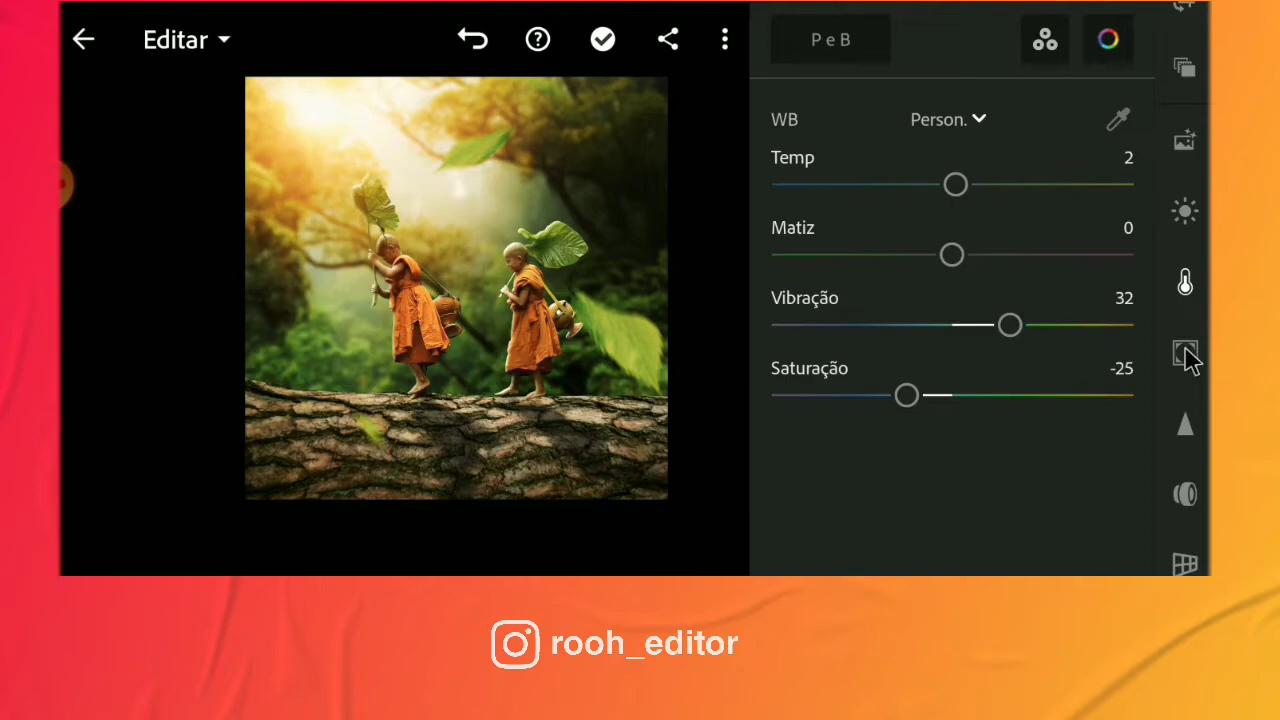 Editar
P e B
WB Person.
Temp 2
Matiz 0
Vibração 32
Saturação -25
rooh_editor